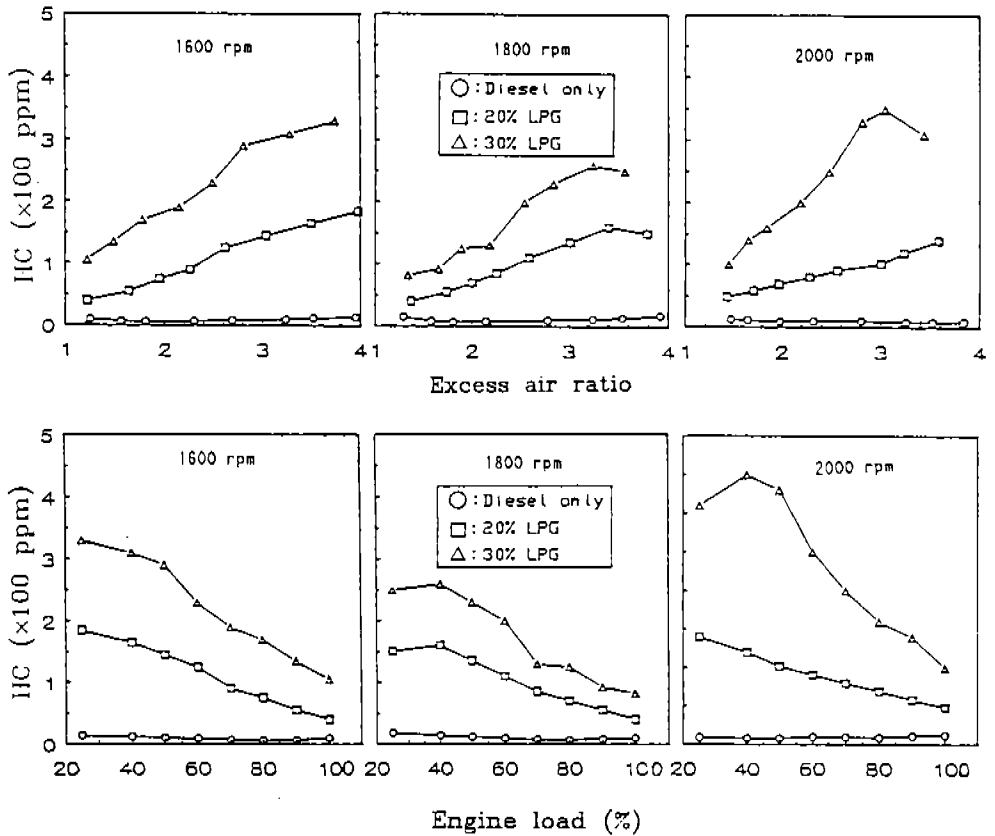 5
4
3
2
1
0
HC (×100 ppm)
1600 rpm
1 2 3 4
1800 rpm
○:Diesel only
□:20% LPG
△:30% LPG
1 2 3 4
2000 rpm
1 2 3 4
Excess air ratio
5
4
3
2
1
0
HC (×100 ppm)
1600 rpm
20 40 60 80 100
1800 rpm
○:Diesel only
□:20% LPG
△:30% LPG
20 40 60 80 100
2000 rpm
20 40 60 80 100
Engine load (%)